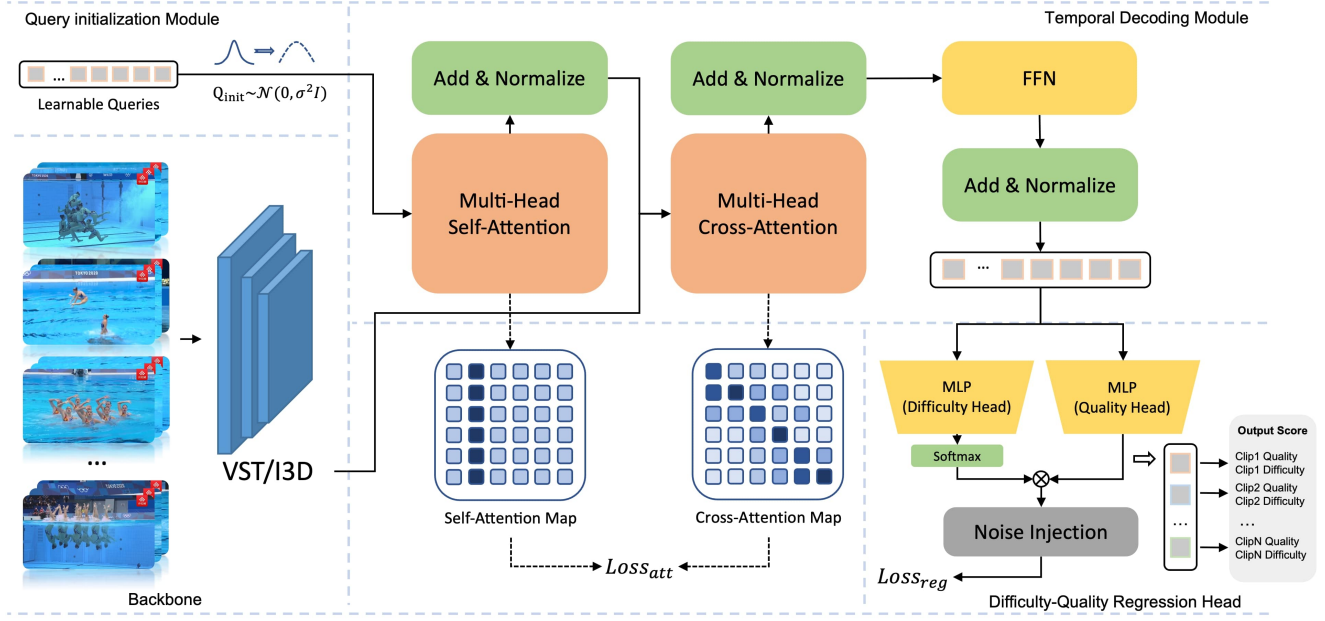 Query initialization Module
Temporal Decoding Module
...
Learnable Queries
Q_init~𝒩(0, σ²I)
Add & Normalize
Add & Normalize
FFN
Multi-Head
Self-Attention
Multi-Head
Cross-Attention
Add & Normalize
...
TOKYO2020
...
VST/I3D
Backbone
Self-Attention Map
Cross-Attention Map
Loss_att
MLP
(Difficulty Head)
MLP
(Quality Head)
Softmax
Noise Injection
Loss_reg
Output Score
Clip1 Quality
Clip1 Difficulty
Clip2 Quality
Clip2 Difficulty
...
...
ClipN Quality
ClipN Difficulty
Difficulty-Quality Regression Head